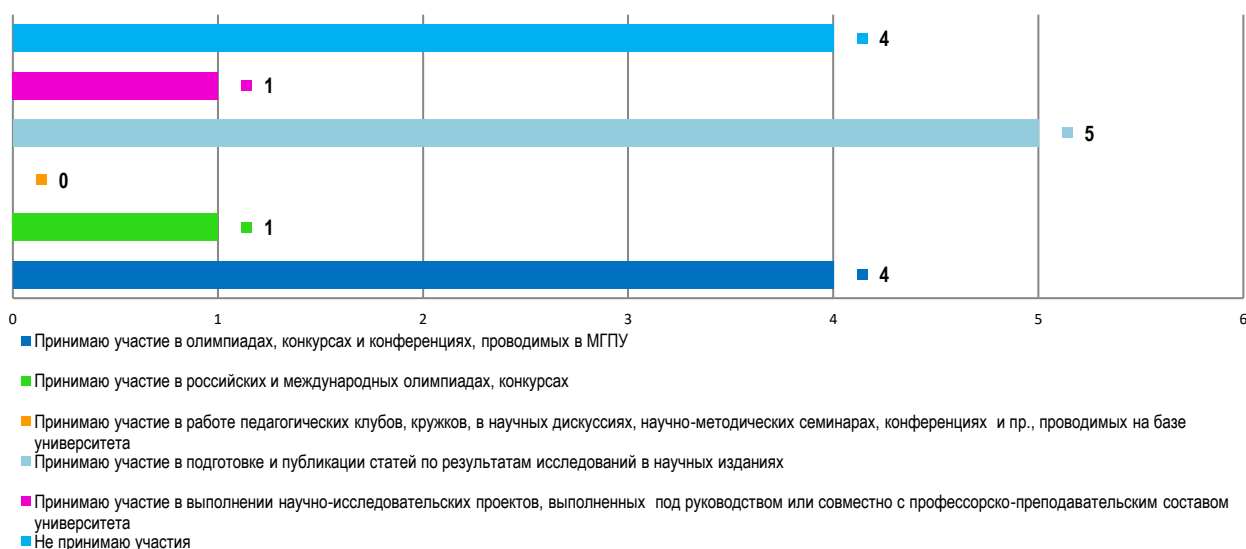 4
1
5
0
1
4
0 1 2 3 4 5 6
Принимаю участие в олимпиадах, конкурсах и конференциях, проводимых в МГПУ
Принимаю участие в российских и международных олимпиадах, конкурсах
Принимаю участие в работе педагогических клубов, кружков, в научных дискуссиях, научно-методических семинарах, конференциях и пр., проводимых на базе
университета
Принимаю участие в подготовке и публикации статей по результатам исследований в научных изданиях
Принимаю участие в выполнении научно-исследовательских проектов, выполненных под руководством или совместно с профессорско-преподавательским составом
университета
Не принимаю участия